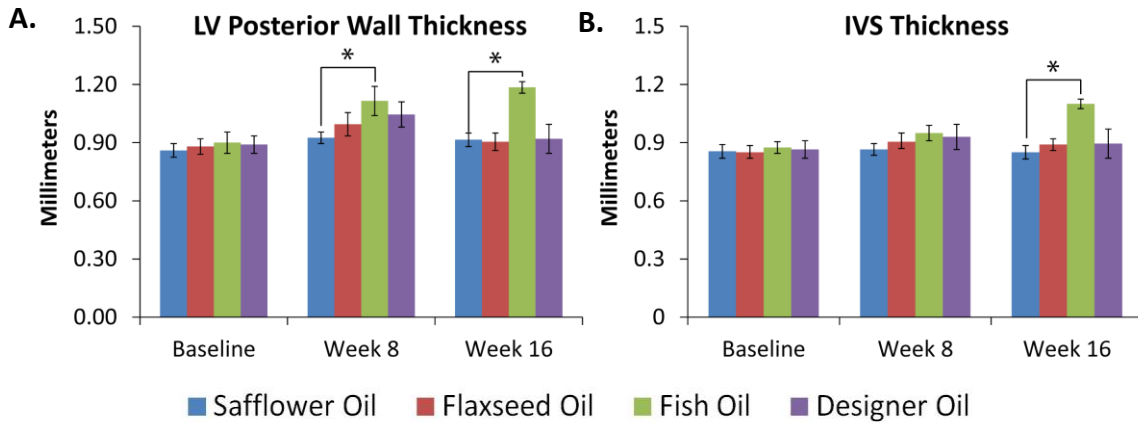 A.
LV Posterior Wall Thickness
Millimeters
1.50
1.20
0.90
0.60
0.30
0.00
*
*
Baseline
Week 8
Week 16
B.
IVS Thickness
Millimeters
1.5
1.2
0.9
0.6
0.3
0
*
Baseline
Week 8
Week 16
Safflower Oil
Flaxseed Oil
Fish Oil
Designer Oil